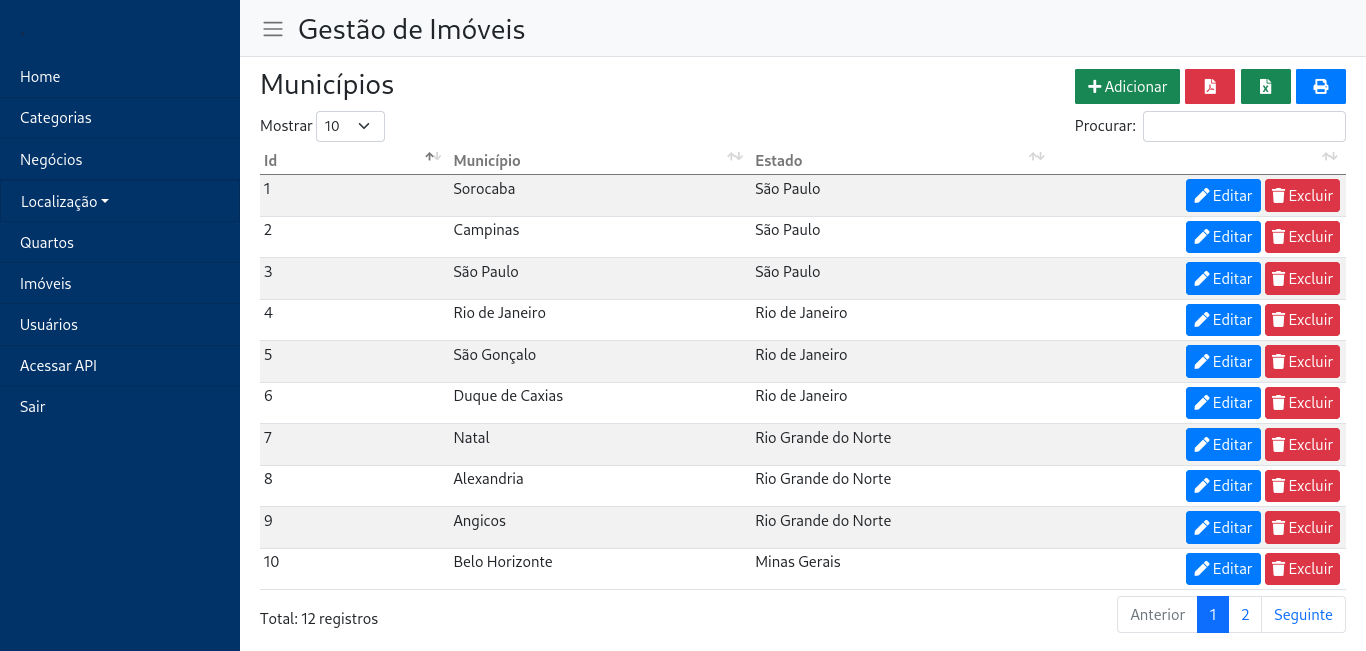 Gestão de Imóveis
Home
Categorias
Negócios
Localização
Quartos
Imóveis
Usuários
Acessar API
Sair
Municípios
Adicionar
Mostrar 10
Procurar:
Id Município Estado
1 Sorocaba São Paulo Editar Excluir
2 Campinas São Paulo Editar Excluir
3 São Paulo São Paulo Editar Excluir
4 Rio de Janeiro Rio de Janeiro Editar Excluir
5 São Gonçalo Rio de Janeiro Editar Excluir
6 Duque de Caxias Rio de Janeiro Editar Excluir
7 Natal Rio Grande do Norte Editar Excluir
8 Alexandria Rio Grande do Norte Editar Excluir
9 Angicos Rio Grande do Norte Editar Excluir
10 Belo Horizonte Minas Gerais Editar Excluir
Total: 12 registros
Anterior 1 2 Seguinte